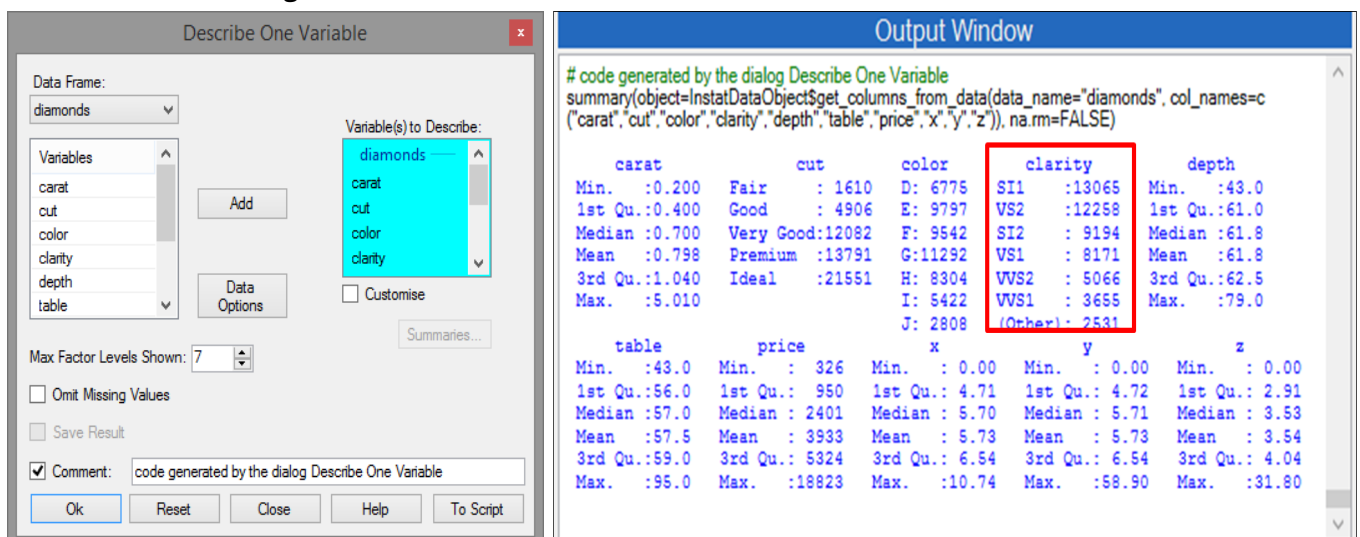 Describe One Variable
x
Data Frame:
diamonds
Variables
carat
cut
color
clarity
depth
table
Add
Data
Options
Variable(s) to Describe:
diamonds
carat
cut
color
clarity
Customise
Summaries...
Max Factor Levels Shown: 7
Omit Missing Values
Save Result
Comment: code generated by the dialog Describe One Variable
Ok Reset Close Help To Script
Output Window
# code generated by the dialog Describe One Variable
summary(object=InstatDataObject$get_columns_from_data(data_name="diamonds", col_names=c
("carat","cut","color","clarity","depth","table","price","x","y","z")), na.rm=FALSE)
carat cut color clarity depth
Min. :0.200 Fair : 1610 D: 6775 SI1 :13065 Min. :43.0
1st Qu.:0.400 Good : 4906 E: 9797 VS2 :12258 1st Qu.:61.0
Median :0.700 Very Good:12082 F: 9542 SI2 : 9194 Median :61.8
Mean :0.798 Premium :13791 G:11292 VS1 : 8171 Mean :61.8
3rd Qu.:1.040 Ideal :21551 H: 8304 VVS2 : 5066 3rd Qu.:62.5
Max. :5.010 I: 5422 VVS1 : 3655 Max. :79.0
J: 2808 (Other): 2531
table price x y z
Min. :43.0 Min. : 326 Min. : 0.00 Min. : 0.00 Min. : 0.00
1st Qu.:56.0 1st Qu.: 950 1st Qu.: 4.71 1st Qu.: 4.72 1st Qu.: 2.91
Median :57.0 Median : 2401 Median : 5.70 Median : 5.71 Median : 3.53
Mean :57.5 Mean : 3933 Mean : 5.73 Mean : 5.73 Mean : 3.54
3rd Qu.:59.0 3rd Qu.: 5324 3rd Qu.: 6.54 3rd Qu.: 6.54 3rd Qu.: 4.04
Max. :95.0 Max. :18823 Max. :10.74 Max. :58.90 Max. :31.80